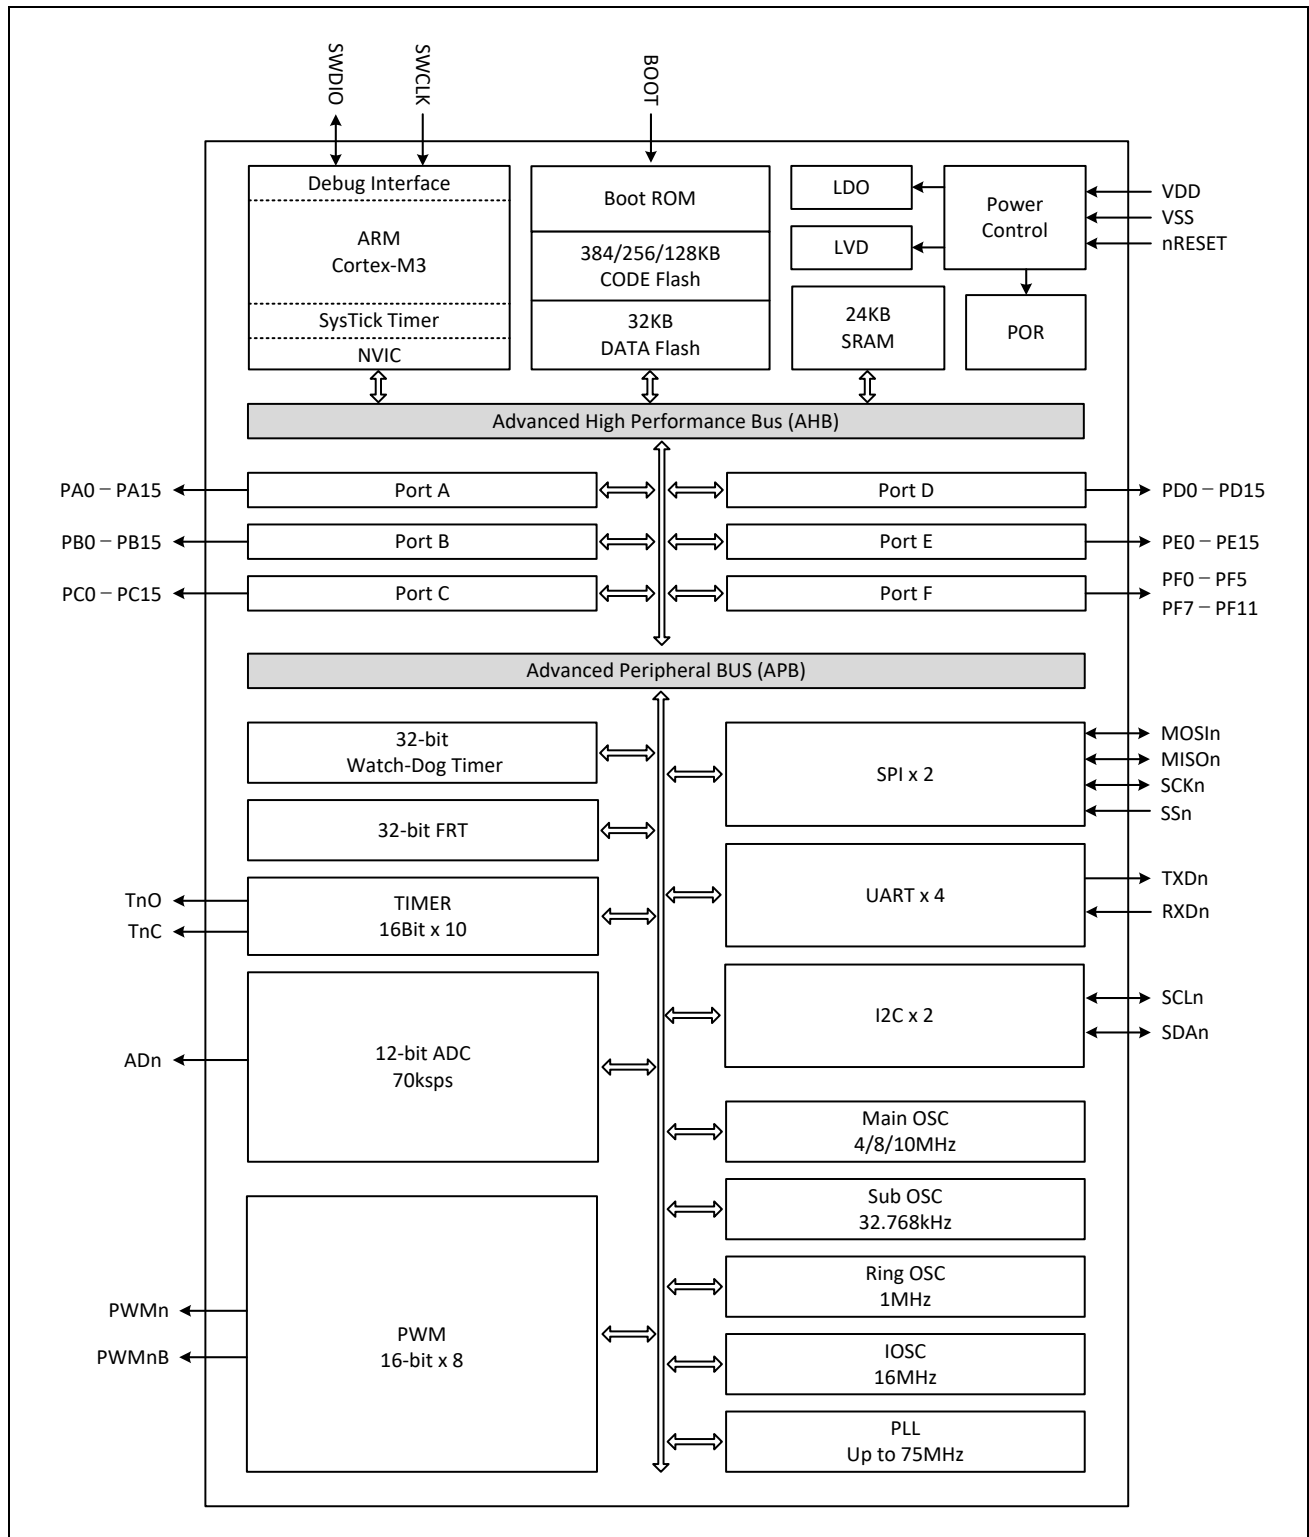 SWDIO
SWCLK
BOOT
Debug Interface
ARM
Cortex-M3
SysTick Timer
NVIC
Boot ROM
384/256/128KB
CODE Flash
32KB
DATA Flash
LDO
LVD
24KB
SRAM
Power
Control
POR
VDD
VSS
nRESET
Advanced High Performance Bus (AHB)
PA0 – PA15
Port A
Port D
PD0 – PD15
PB0 – PB15
Port B
Port E
PE0 – PE15
PC0 – PC15
Port C
Port F
PF0 – PF5
PF7 – PF11
Advanced Peripheral BUS (APB)
32-bit
Watch-Dog Timer
32-bit FRT
TnO
TnC
TIMER
16Bit x 10
ADn
12-bit ADC
70ksps
PWMn
PWMnB
PWM
16-bit x 8
SPI x 2
MOSIn
MISOn
SCKn
SSn
UART x 4
TXDn
RXDn
I2C x 2
SCLn
SDAn
Main OSC
4/8/10MHz
Sub OSC
32.768kHz
Ring OSC
1MHz
IOSC
16MHz
PLL
Up to 75MHz